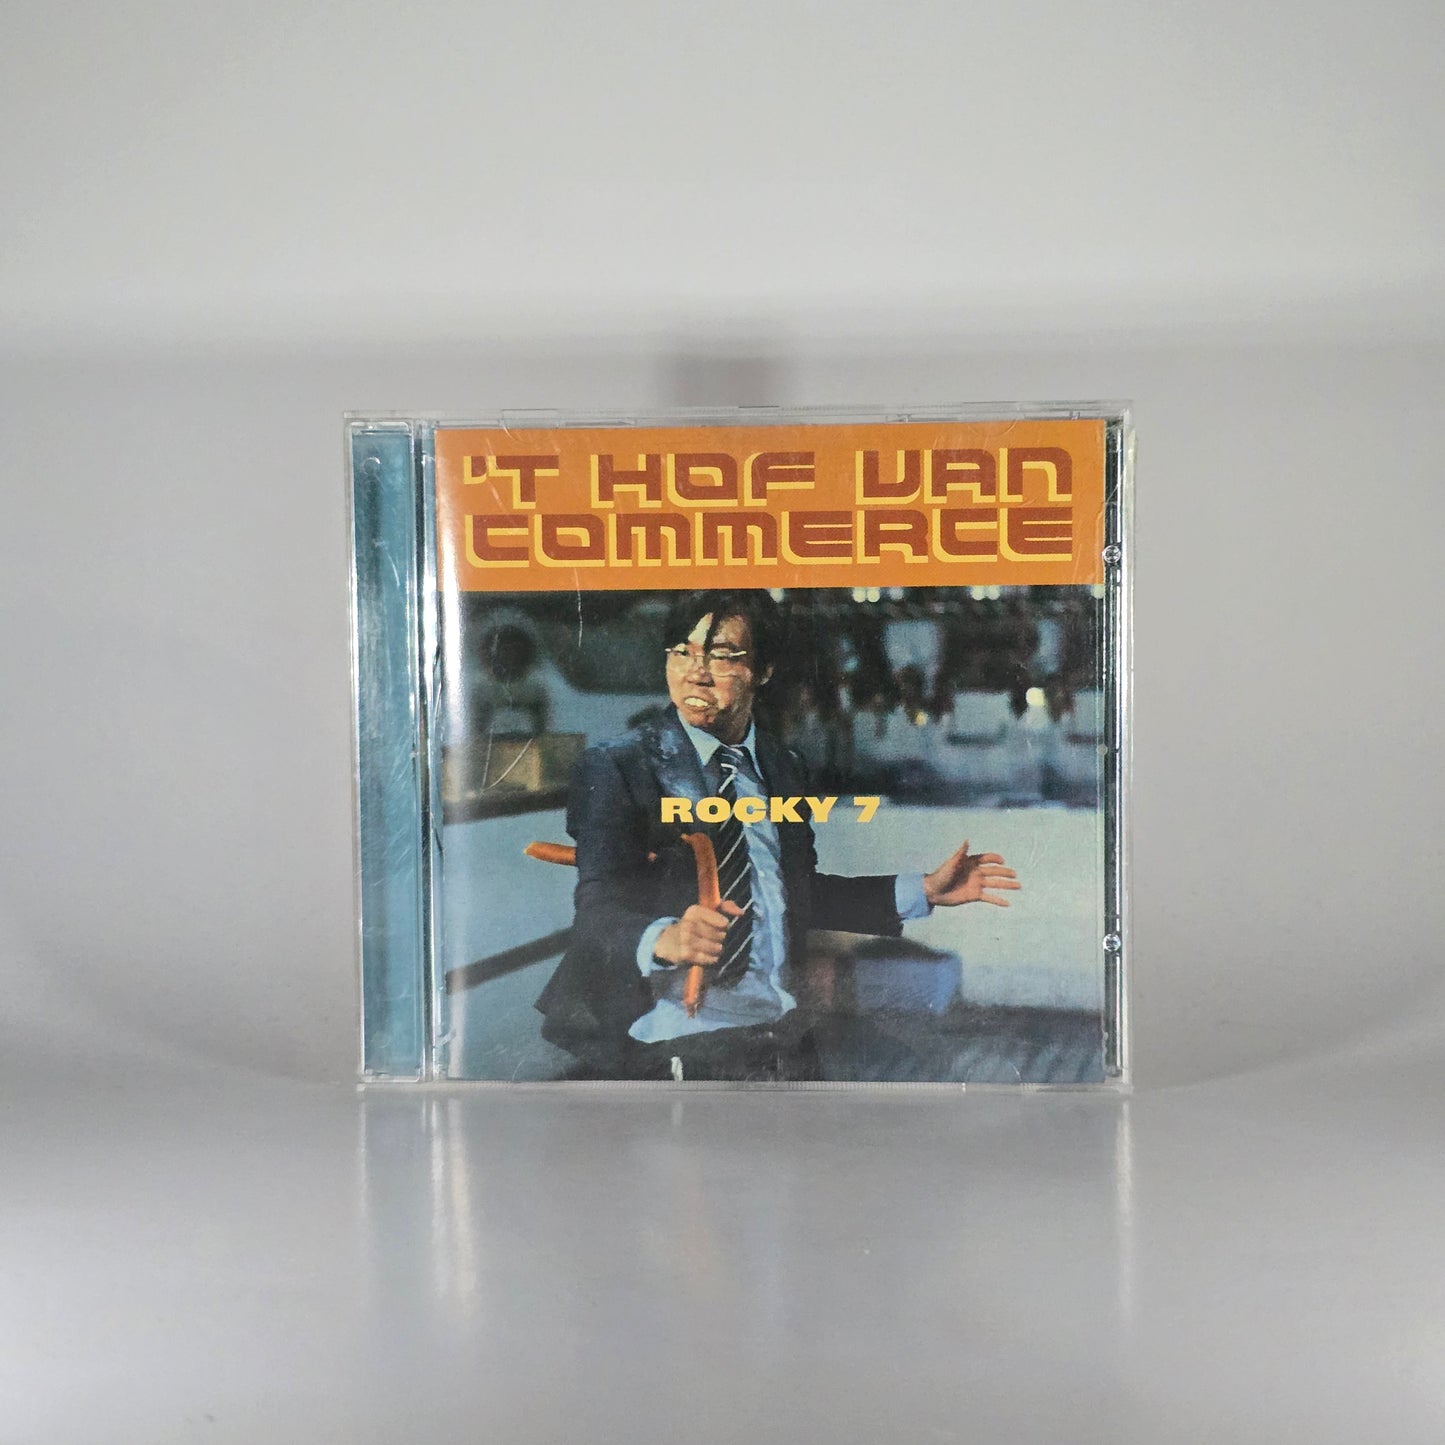 'T HOF VAN
COMMERCE
ROCKY 7